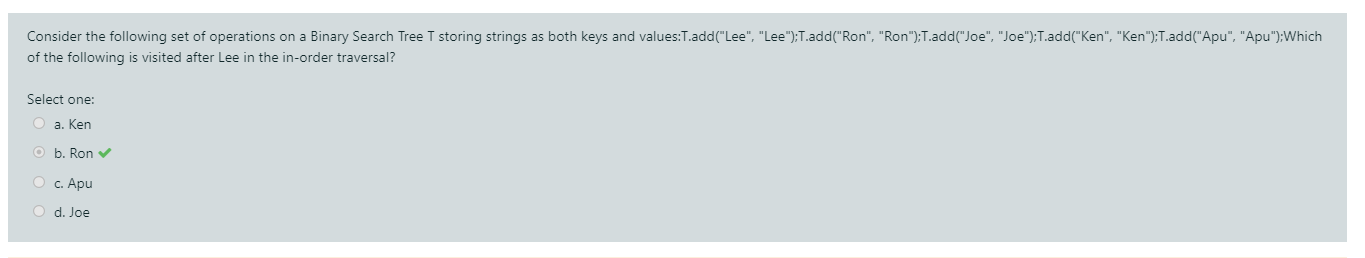 Consider the following set of operations on a Binary Search Tree T storing strings as both keys and values:T.add("Lee", "Lee");T.add("Ron", "Ron");T.add("Joe", "Joe");T.add("Ken", "Ken");T.add("Apu", "Apu");Which
of the following is visited after Lee in the in-order traversal?
Select one:
a. Ken
b. Ron
c. Apu
d. Joe